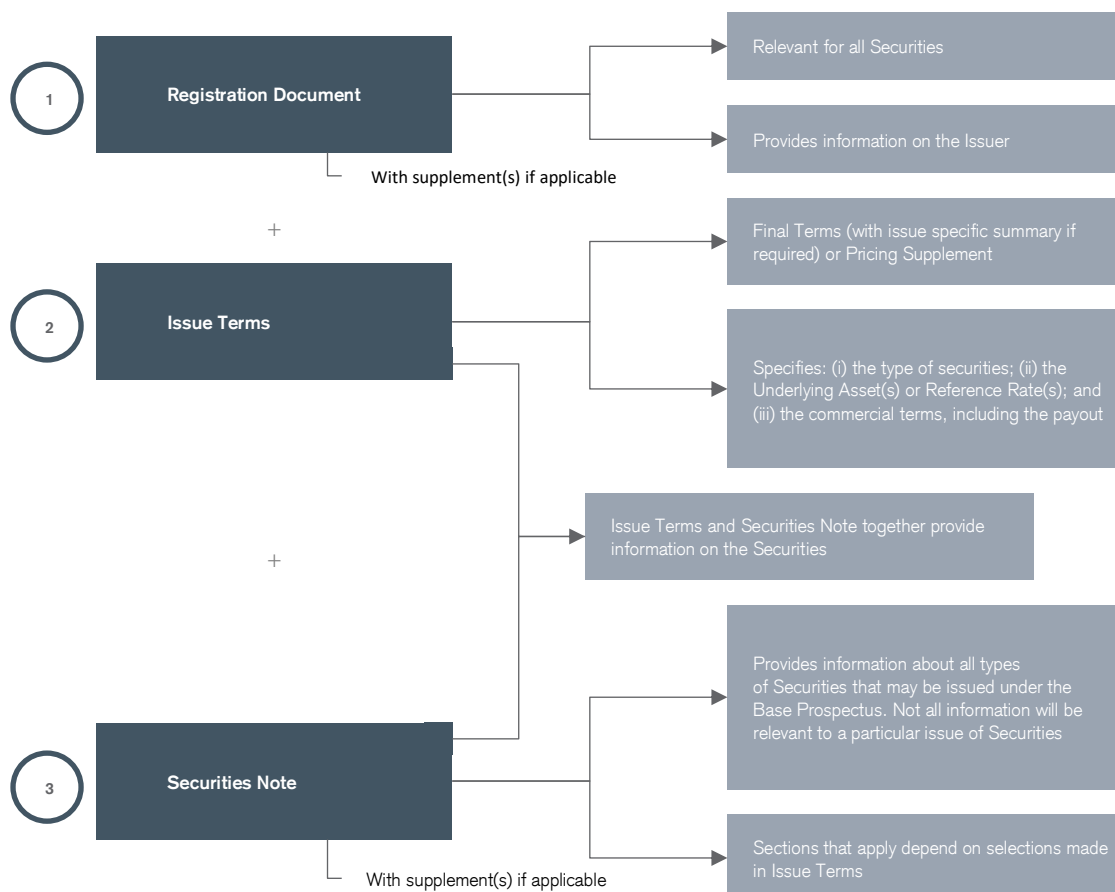 1
Registration Document
With supplement(s) if applicable
Relevant for all Securities
Provides information on the Issuer
+
2
Issue Terms
Final Terms (with issue specific summary if
required) or Pricing Supplement
Specifies: (i) the type of securities; (ii) the
Underlying Asset(s) or Reference Rate(s); and
(iii) the commercial terms, including the payout
Issue Terms and Securities Note together provide
information on the Securities
+
3
Securities Note
With supplement(s) if applicable
Provides information about all types
of Securities that may be issued under the
Base Prospectus. Not all information will be
relevant to a particular issue of Securities
Sections that apply depend on selections made
in Issue Terms